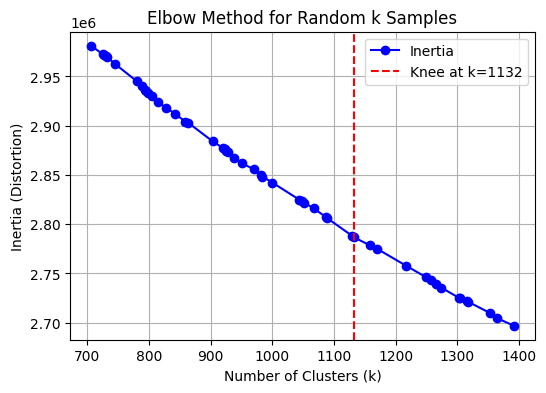 Elbow Method for Random k Samples
1e6
Inertia
Knee at k=1132
2.95
2.90
2.85
2.80
2.75
2.70
Inertia (Distortion)
700 800 900 1000 1100 1200 1300 1400
Number of Clusters (k)